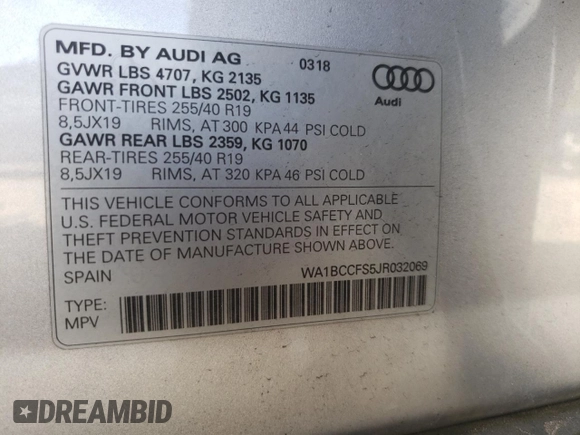 MFD. BY AUDI AG 0318
GVWR LBS 4707, KG 2135
GAWR FRONT LBS 2502, KG 1135
FRONT-TIRES 255/40 R19
8,5JX19 RIMS, AT 300 KPA 44 PSI COLD
GAWR REAR LBS 2359, KG 1070
REAR-TIRES 255/40 R19
8,5JX19 RIMS, AT 320 KPA 46 PSI COLD
Audi
THIS VEHICLE CONFORMS TO ALL APPLICABLE
U.S. FEDERAL MOTOR VEHICLE SAFETY AND
THEFT PREVENTION STANDARDS IN EFFECT ON
THE DATE OF MANUFACTURE SHOWN ABOVE.
SPAIN WA1BCCFS5JR032069
TYPE:
MPV
DREAMBID